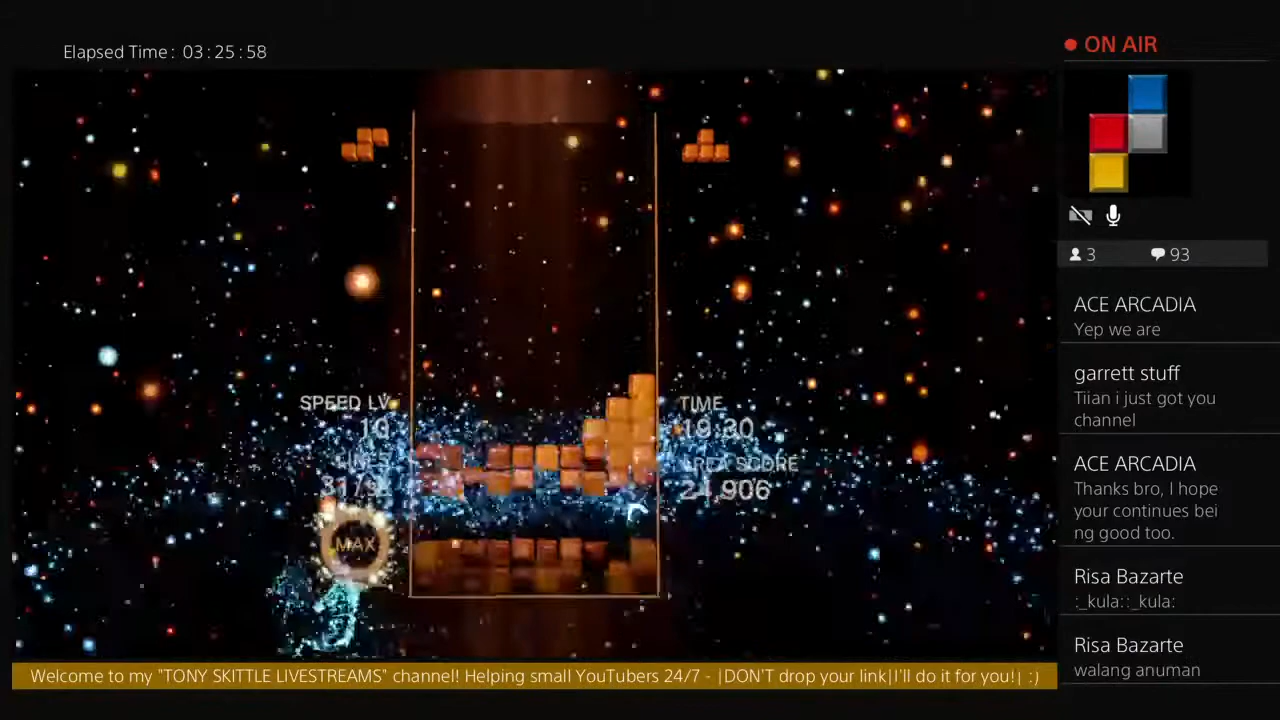 Elapsed Time: 03:25:58
ON AIR
3 93
SPEED LV
10
TIME
19:30
LINES
AREA SCORE
24,906
MAX
ACE ARCADIA
Yep we are
garrett stuff
Tiian i just got you
channel
ACE ARCADIA
Thanks bro, I hope
your continues bei
ng good too.
Risa Bazarte
:_kula::_kula:
Risa Bazarte
walang anuman
Welcome to my "TONY SKITTLE LIVESTREAMS" channel! Helping small YouTubers 24/7 - |DON'T drop your link|I'll do it for you!| :)